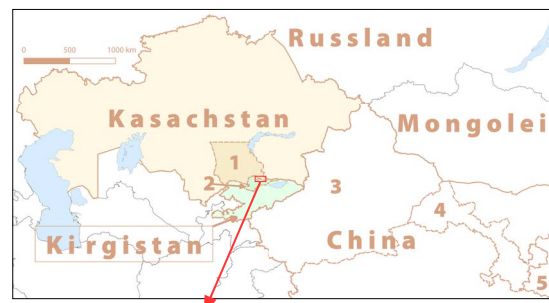 Russland
0 500 1000 km
Kasachstan
Mongolei
1
2
3
4
Kirgistan
China
5